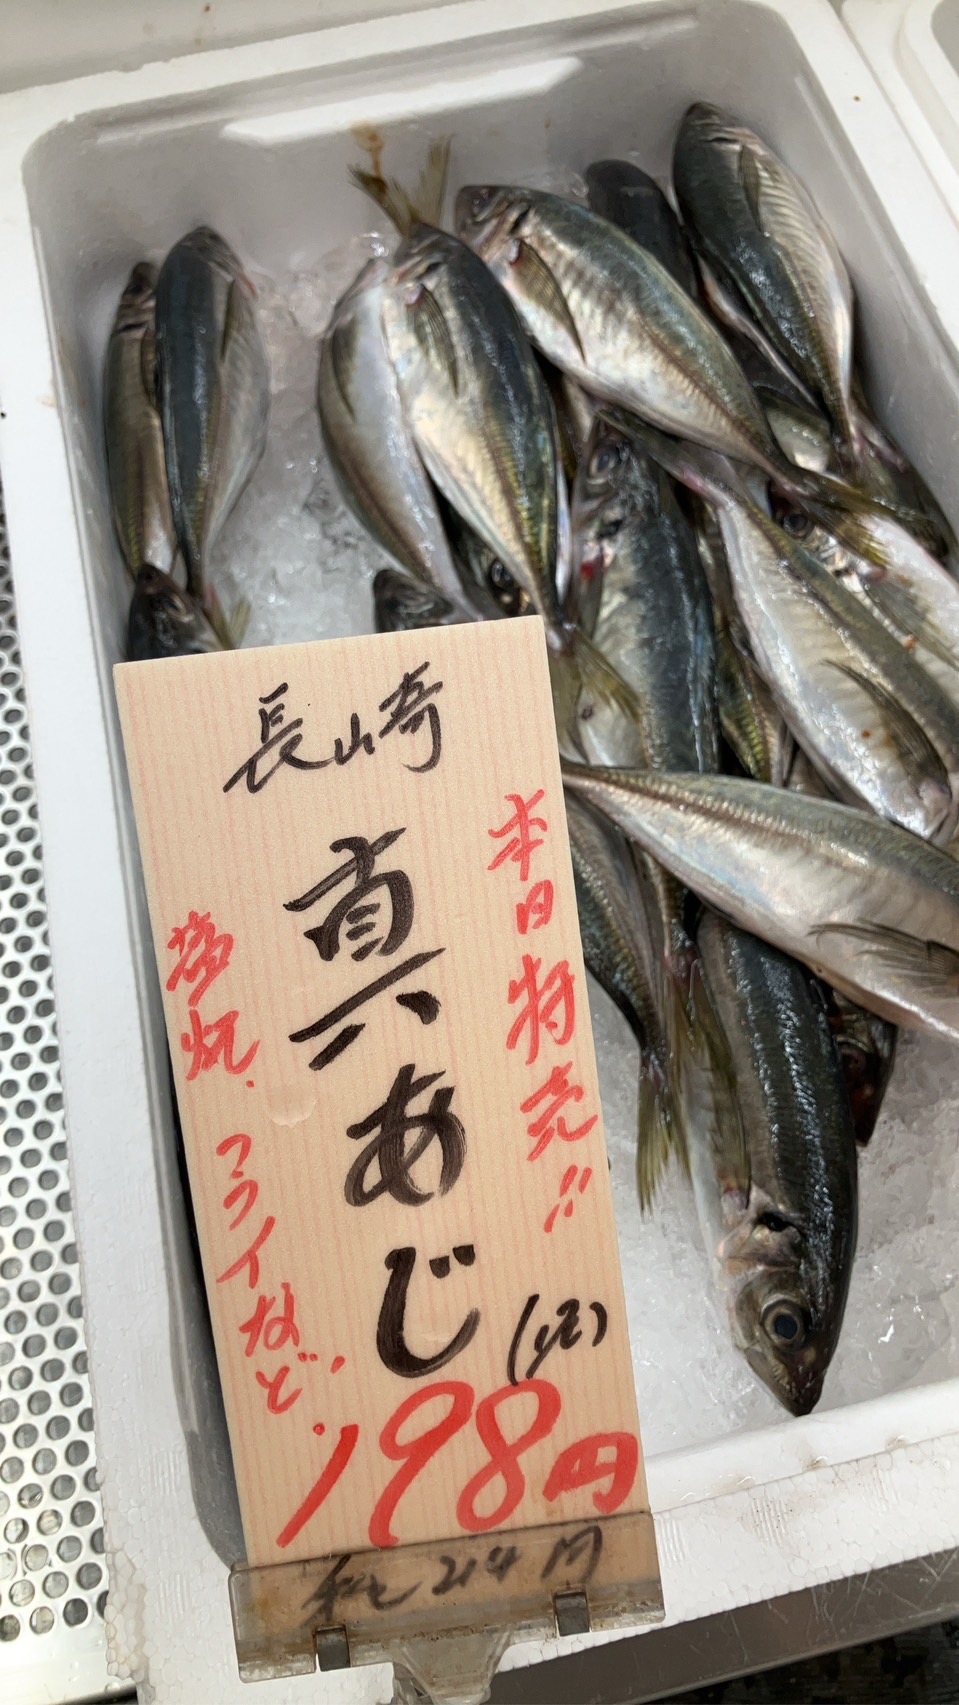 長崎
本日特売!!
真あじ
(1尾)
塩焼、フライなど、
198円
税込214円